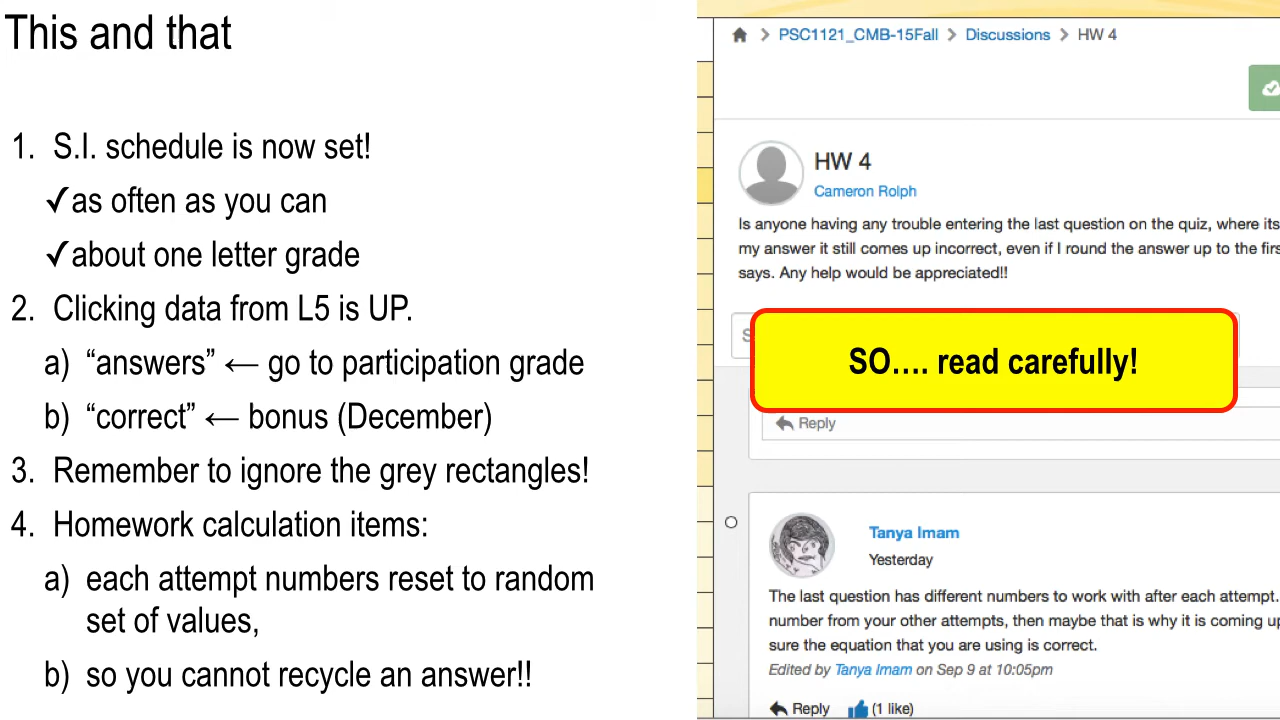 This and that
1. S.I. schedule is now set!
✓as often as you can
✓about one letter grade
2. Clicking data from L5 is UP.
a) “answers” ← go to participation grade
b) “correct” ← bonus (December)
3. Remember to ignore the grey rectangles!
4. Homework calculation items:
a) each attempt numbers reset to random
set of values,
b) so you cannot recycle an answer!!
PSC1121_CMB-15Fall > Discussions > HW 4
HW 4
Cameron Rolph
Is anyone having any trouble entering the last question on the quiz, where its
my answer it still comes up incorrect, even if I round the answer up to the
says. Any help would be appreciated!!
SO.... read carefully!
Reply
Tanya Imam
Yesterday
The last question has different numbers to work with after each attempt.
number from your other attempts, then maybe that is why it is coming
sure the equation that you are using is correct.
Edited by Tanya Imam on Sep 9 at 10:05pm
Reply (1 like)